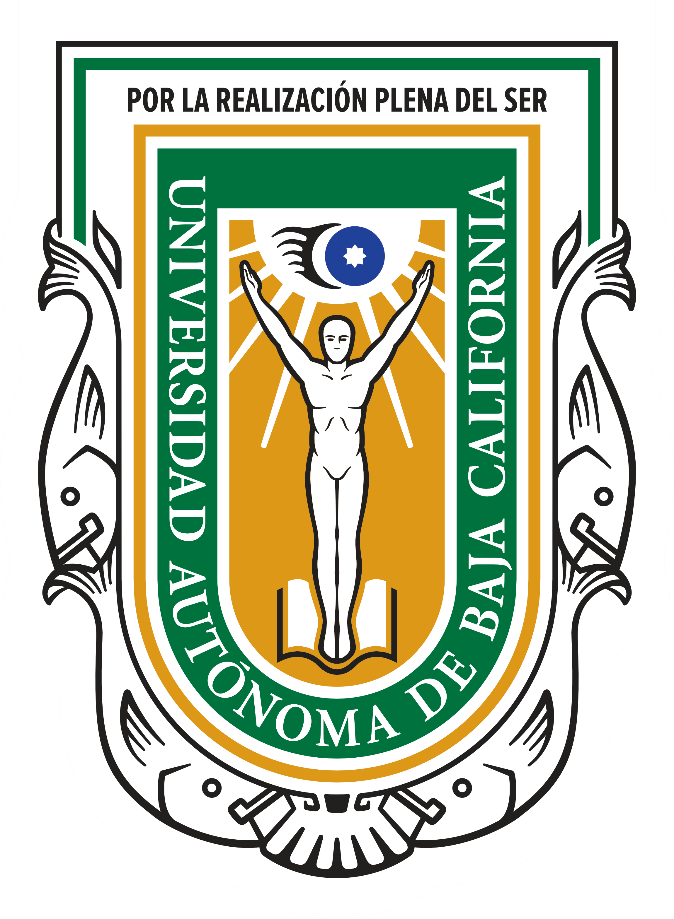 POR LA REALIZACIÓN PLENA DEL SER
UNIVERSIDAD AUTÓNOMA DE BAJA CALIFORNIA